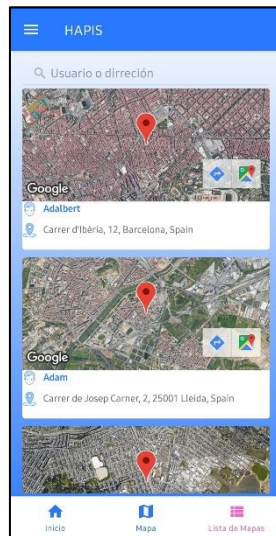 HAPIS
Usuario o dirreción
Google
Adalbert
Carrer d'Ibèria, 12, Barcelona, Spain
Google
Adam
Carrer de Josep Carner, 2, 25001 Lleida, Spain
Inicio
Mapa
Lista de Mapas